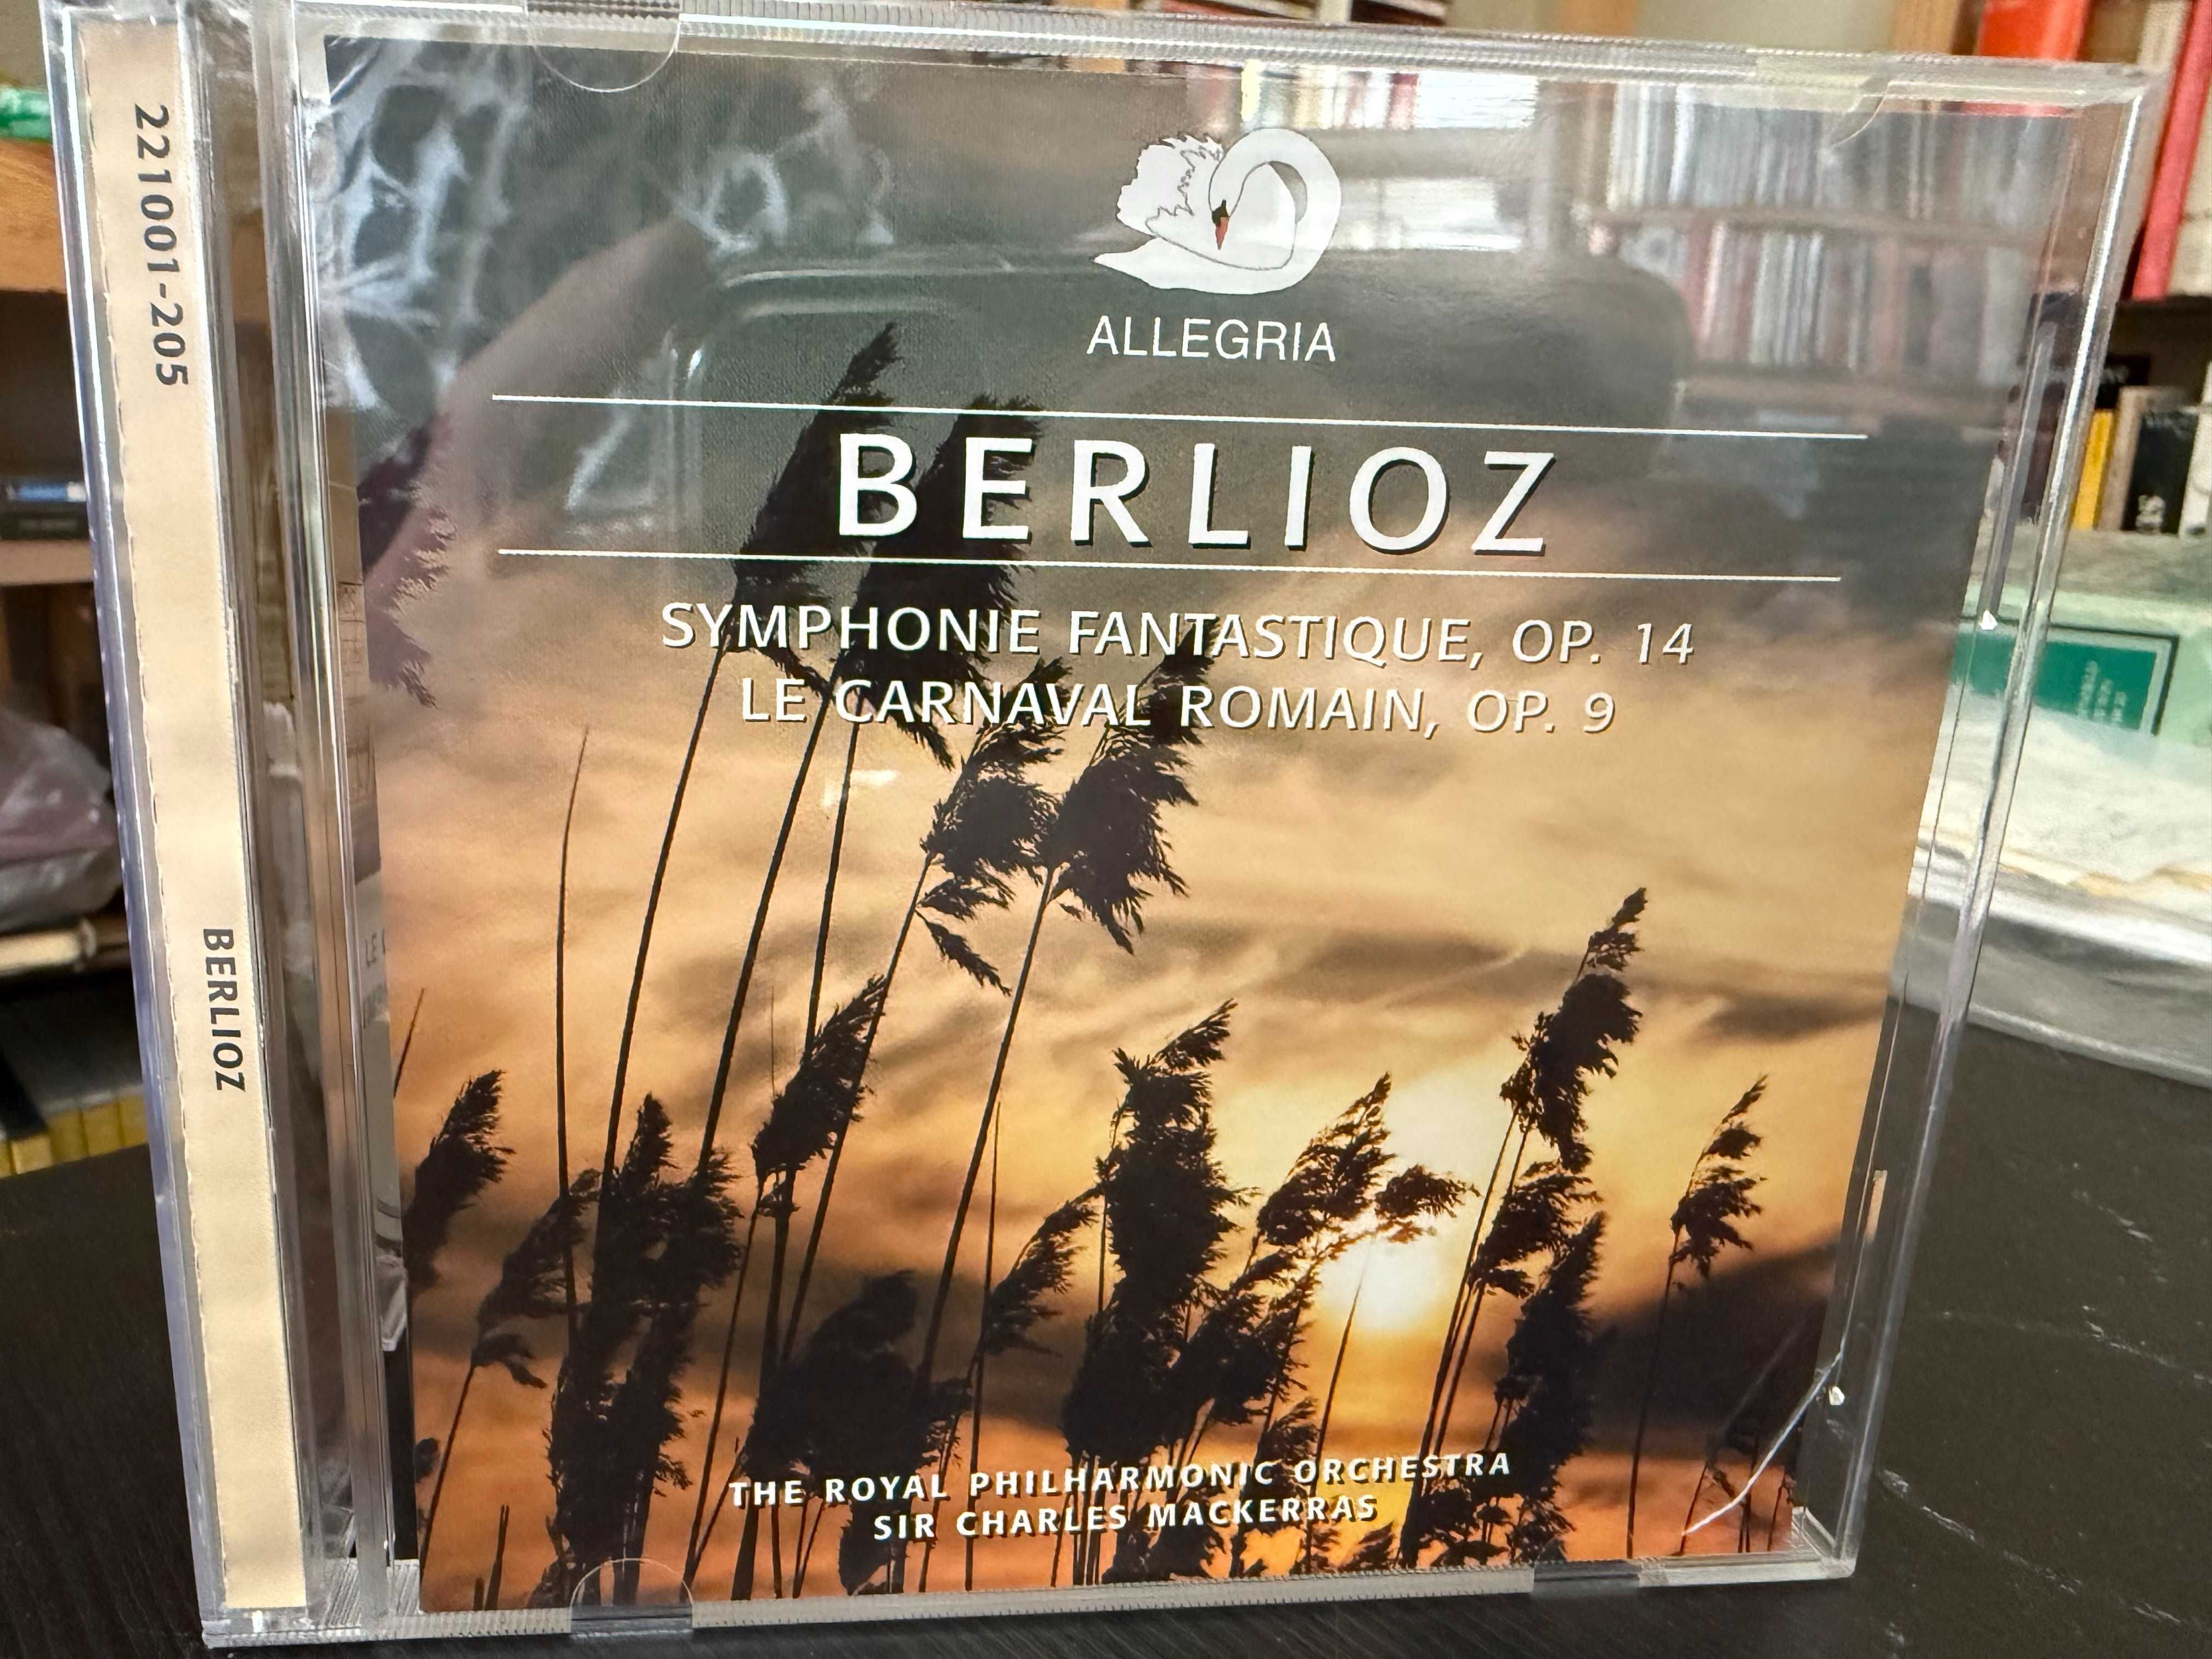 221001-205
BERLIOZ
ALLEGRIA
BERLIOZ
SYMPHONIE FANTASTIQUE, OP. 14
LE CARNAVAL ROMAIN, OP. 9
THE ROYAL PHILHARMONIC ORCHESTRA
SIR CHARLES MACKERRAS